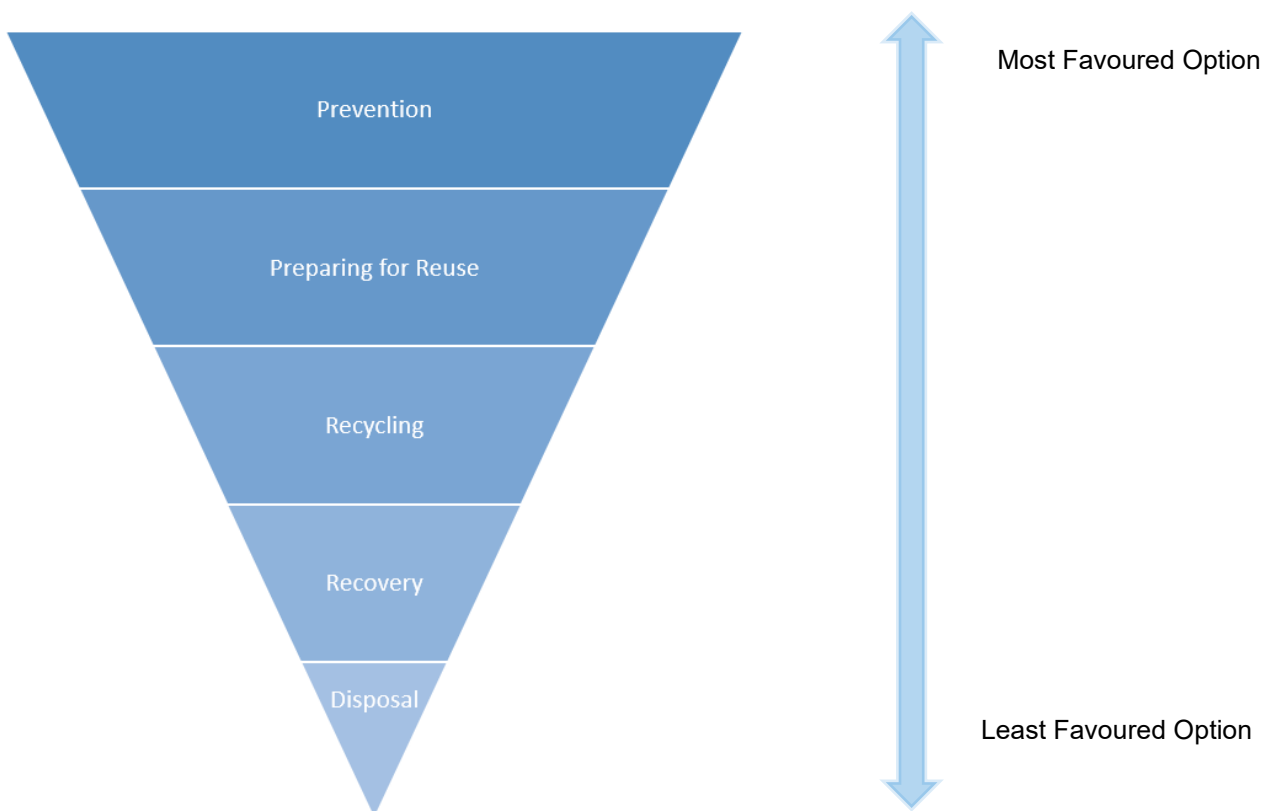 Most Favoured Option
Prevention
Preparing for Reuse
Recycling
Recovery
Disposal
Least Favoured Option